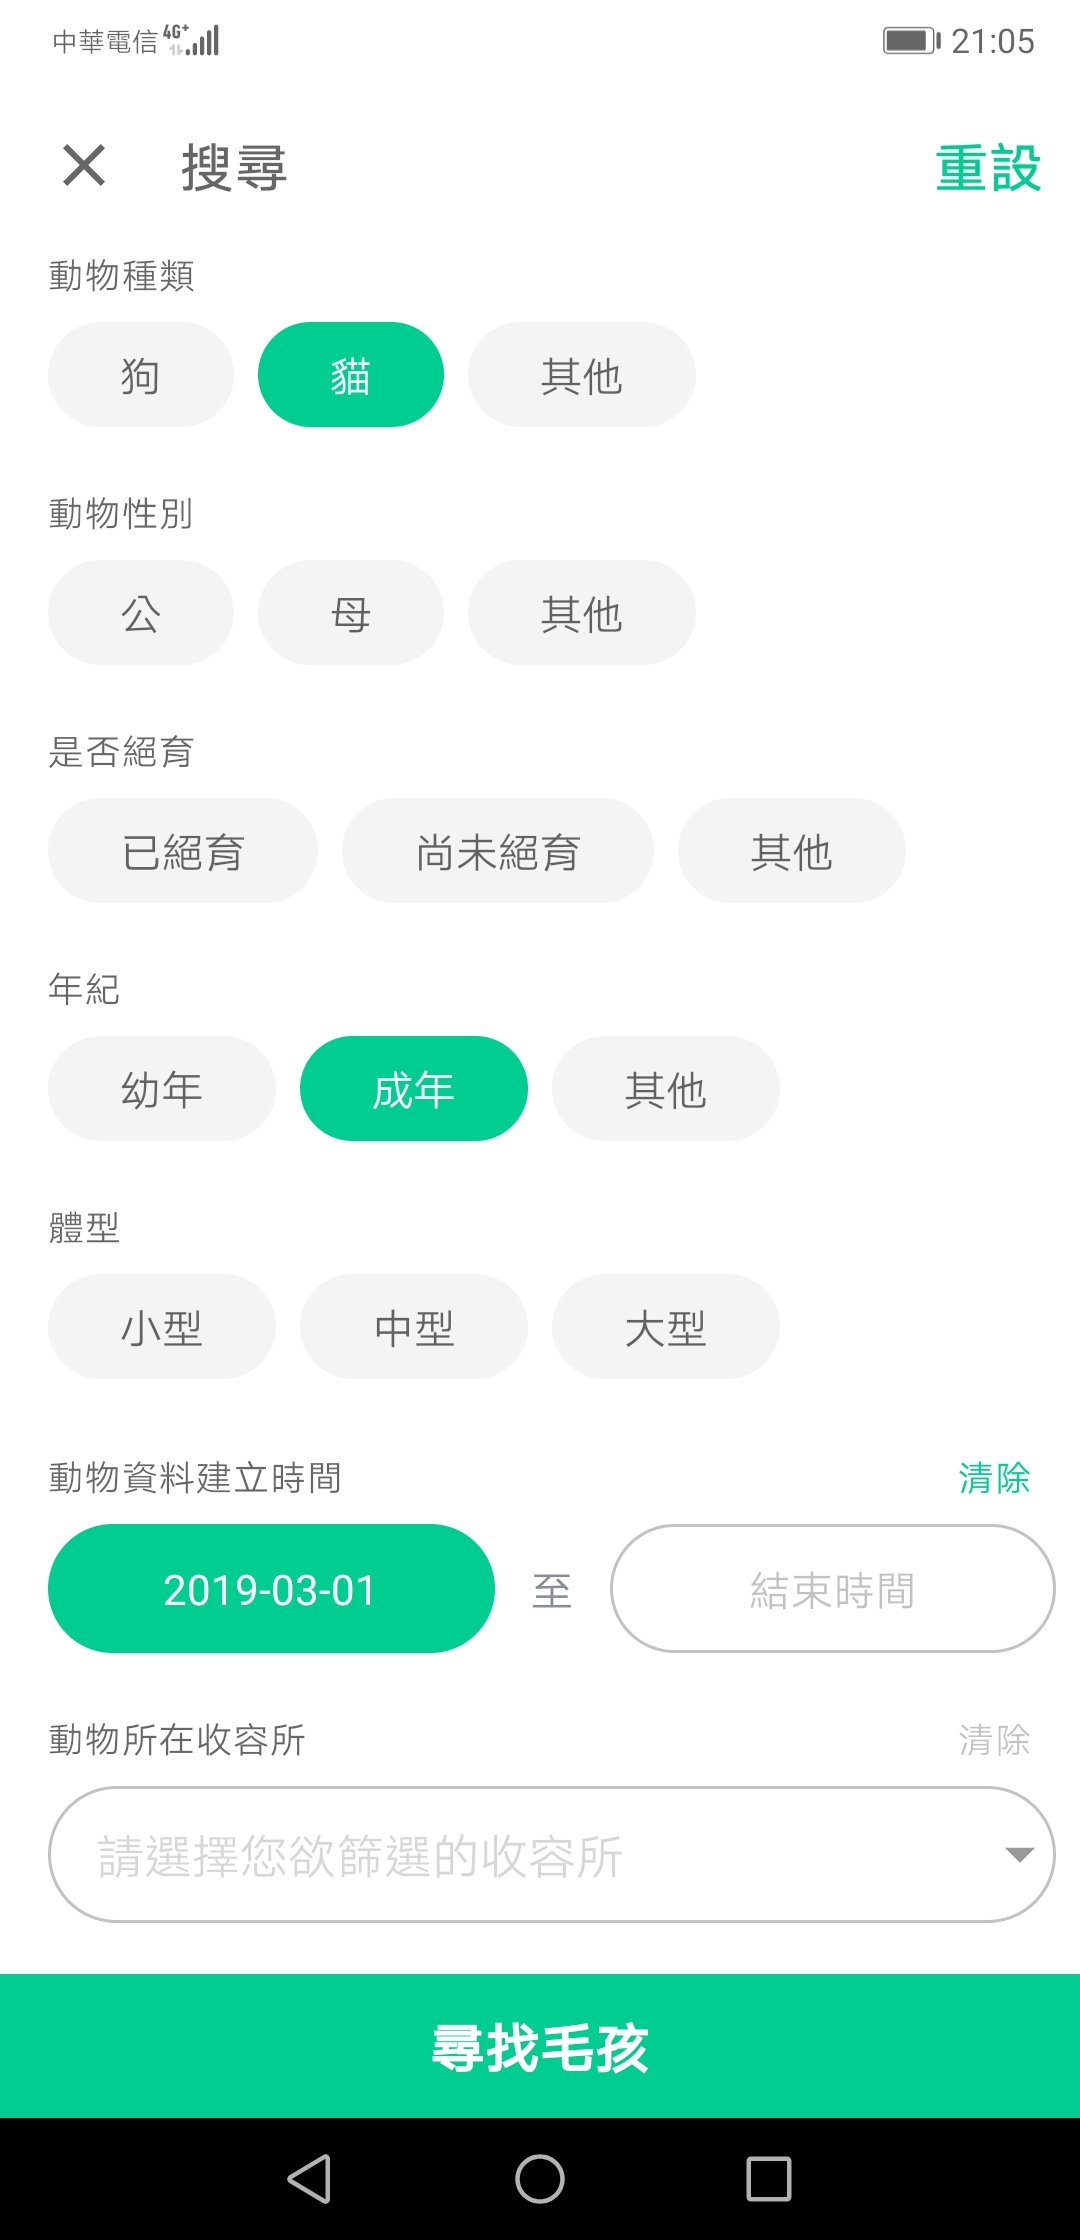 中華電信 4G+ 21:05
搜尋 重設
動物種類
狗 貓 其他
動物性別
公 母 其他
是否絕育
已絕育 尚未絕育 其他
年紀
幼年 成年 其他
體型
小型 中型 大型
動物資料建立時間 清除
2019-03-01 至 結束時間
動物所在收容所 清除
請選擇您欲篩選的收容所
尋找毛孩